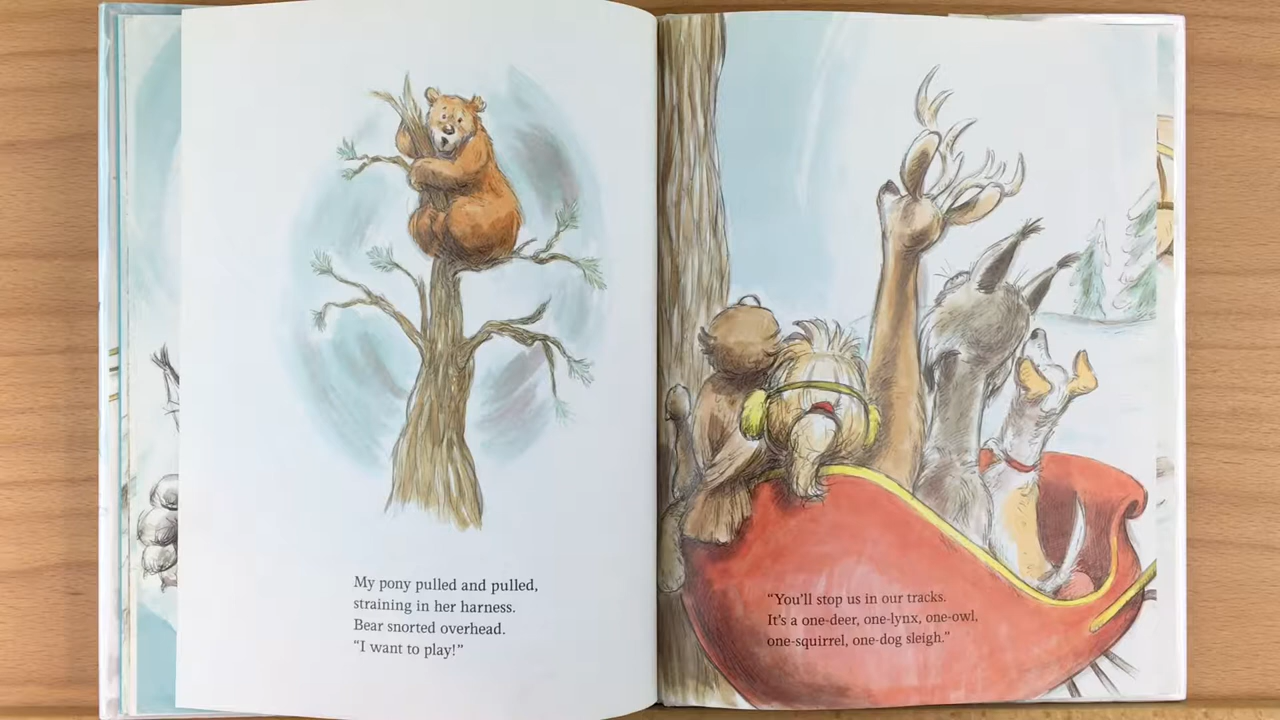 My pony pulled and pulled,
straining in her harness.
Bear snorted overhead.
“I want to play!”
“You’ll stop us in our tracks.
It’s a one-deer, one-lynx, one-owl,
one-squirrel, one-dog sleigh.”